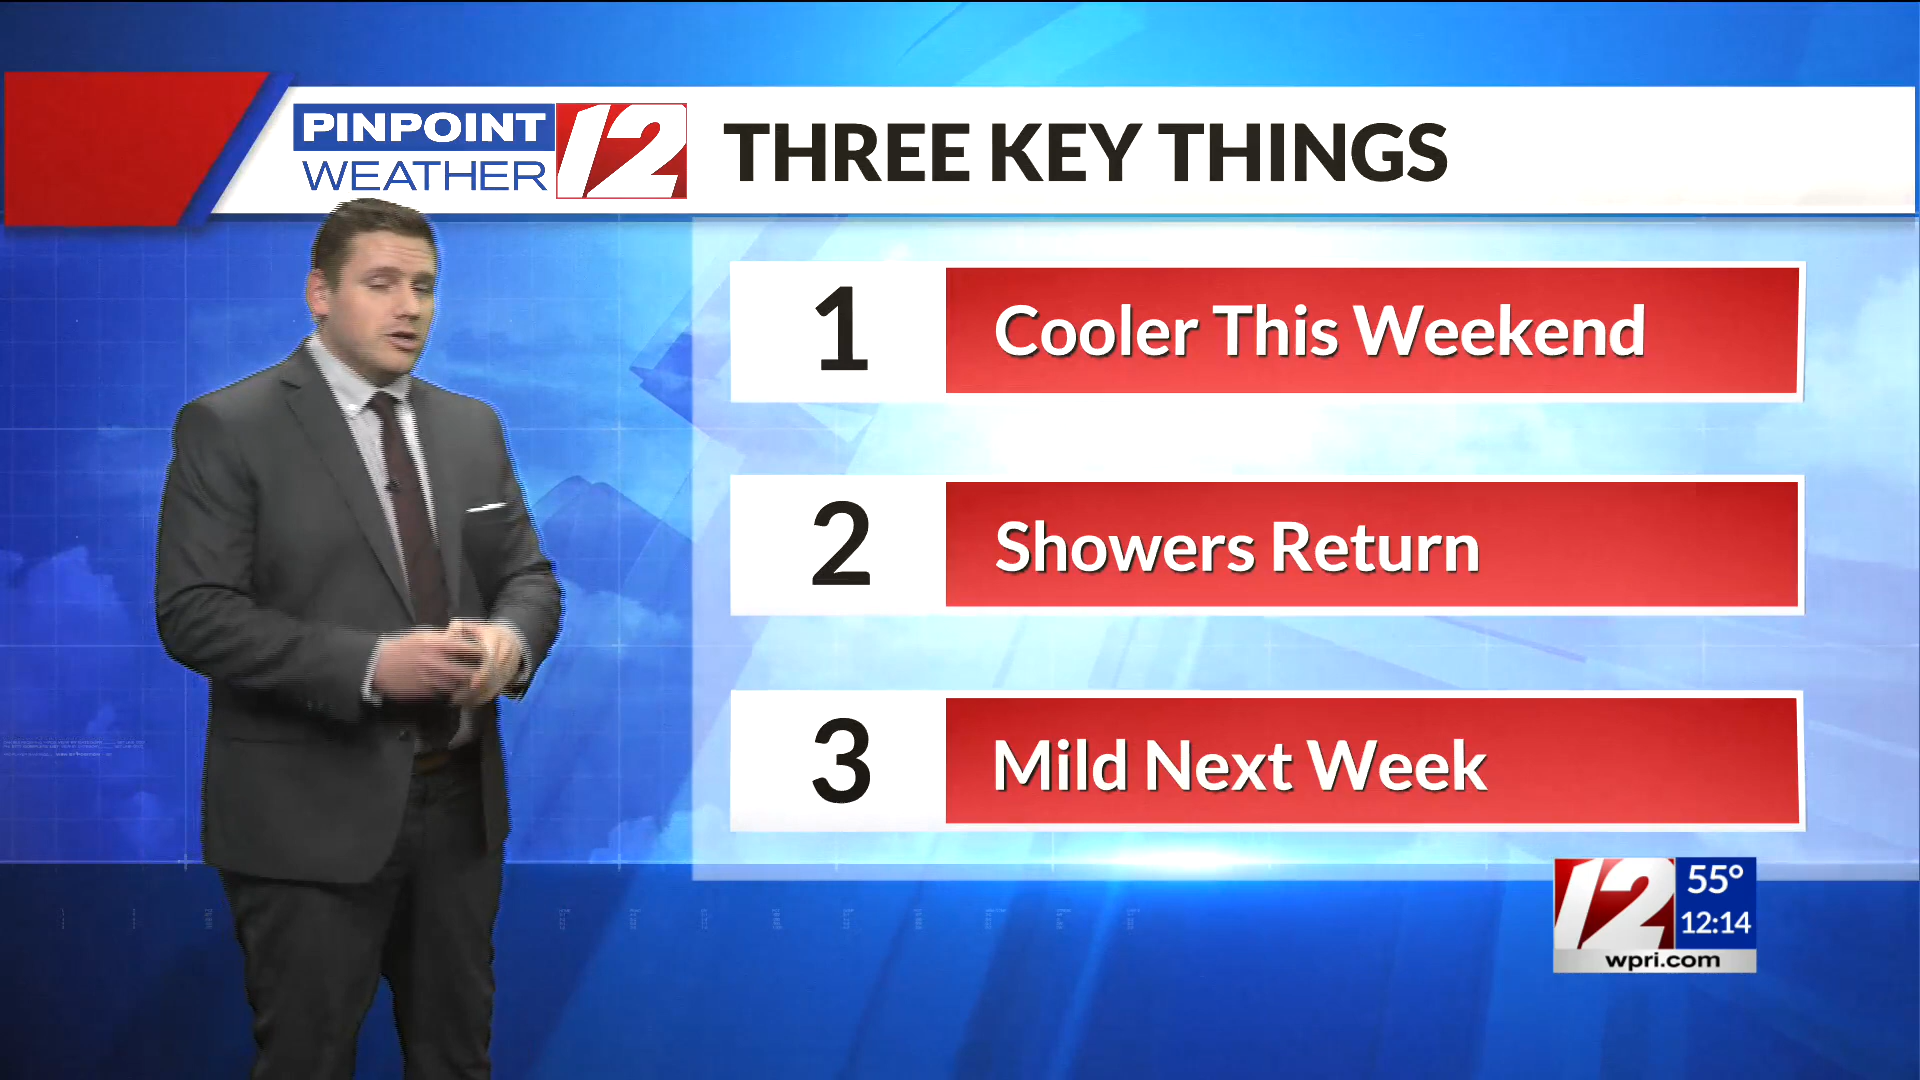 PINPOINT
WEATHER 12
THREE KEY THINGS
1 Cooler This Weekend
2 Showers Return
3 Mild Next Week
12
55°
12:14
wpri.com